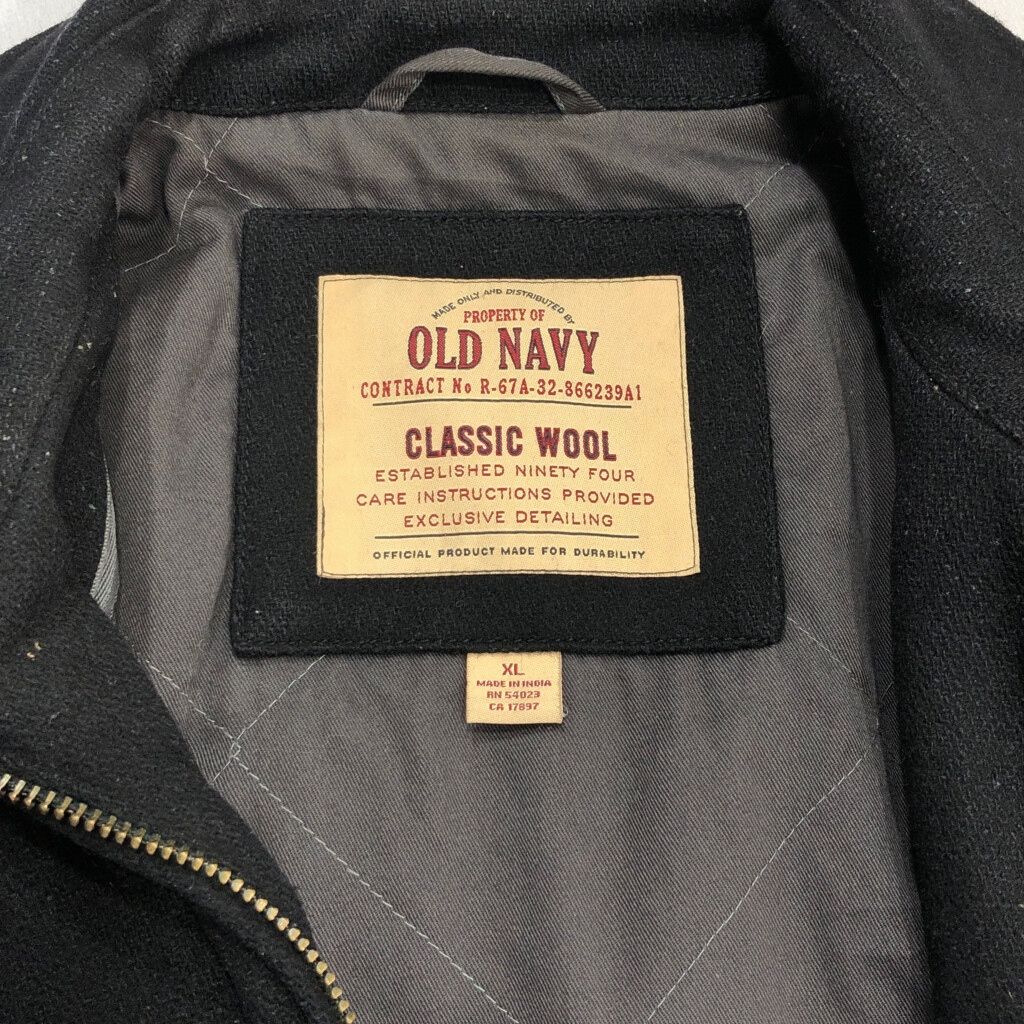 MADE ONLY AND DISTRIBUTED BY
PROPERTY OF
OLD NAVY
CONTRACT No R-67A-32-866239A1
CLASSIC WOOL
ESTABLISHED NINETY FOUR
CARE INSTRUCTIONS PROVIDED
EXCLUSIVE DETAILING
OFFICIAL PRODUCT MADE FOR DURABILITY
XL
MADE IN INDIA
RN 54023
CA 17897